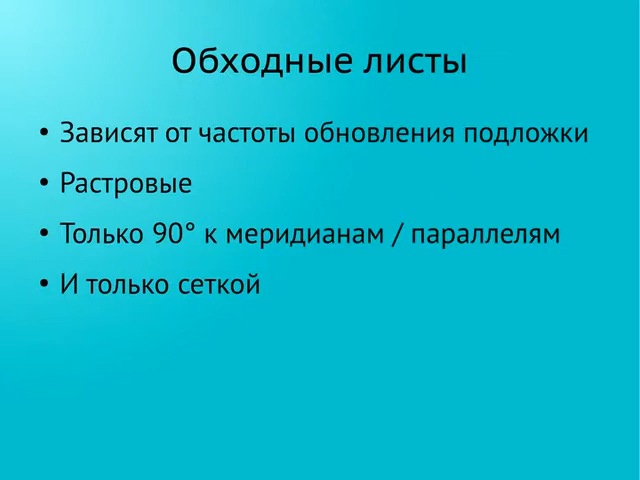 Обходные листы
• Зависят от частоты обновления подложки
• Растровые
• Только 90° к меридианам / параллелям
• И только сеткой